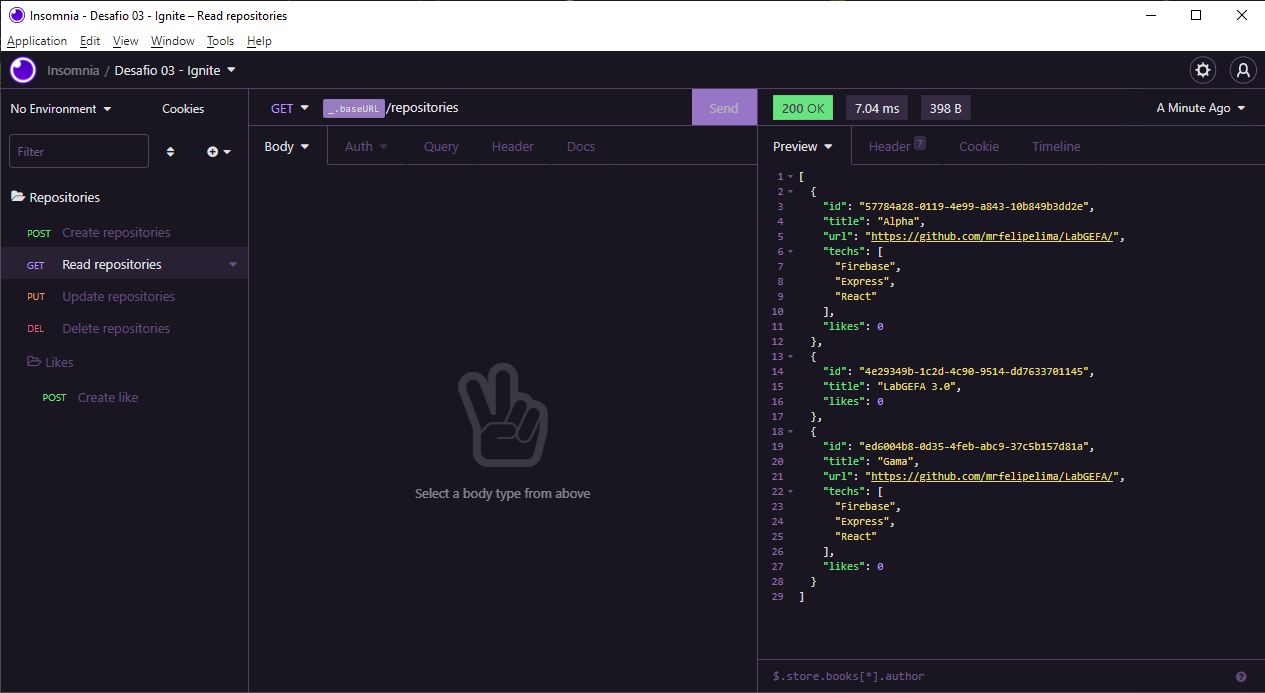 Insomnia - Desafio 03 - Ignite – Read repositories
Application Edit View Window Tools Help
Insomnia / Desafio 03 - Ignite
No Environment Cookies
Filter
Repositories
POST Create repositories
GET Read repositories
PUT Update repositories
DEL Delete repositories
Likes
POST Create like
GET _.baseURL /repositories Send
Body Auth Query Header Docs
Select a body type from above
200 OK 7.04 ms 398 B A Minute Ago
Preview Header 7 Cookie Timeline
1 [
2 {
3 "id": "57784a28-0119-4e99-a843-10b849b3dd2e",
4 "title": "Alpha",
5 "url": "https://github.com/mrfelipelima/LabGEFA/",
6 "techs": [
7 "Firebase",
8 "Express",
9 "React"
10 ],
11 "likes": 0
12 },
13 {
14 "id": "4e29349b-1c2d-4c90-9514-dd7633701145",
15 "title": "LabGEFA 3.0",
16 "likes": 0
17 },
18 {
19 "id": "ed6004b8-0d35-4feb-abc9-37c5b157d81a",
20 "title": "Gama",
21 "url": "https://github.com/mrfelipelima/LabGEFA/",
22 "techs": [
23 "Firebase",
24 "Express",
25 "React"
26 ],
27 "likes": 0
28 }
29 ]
$.store.books[*].author